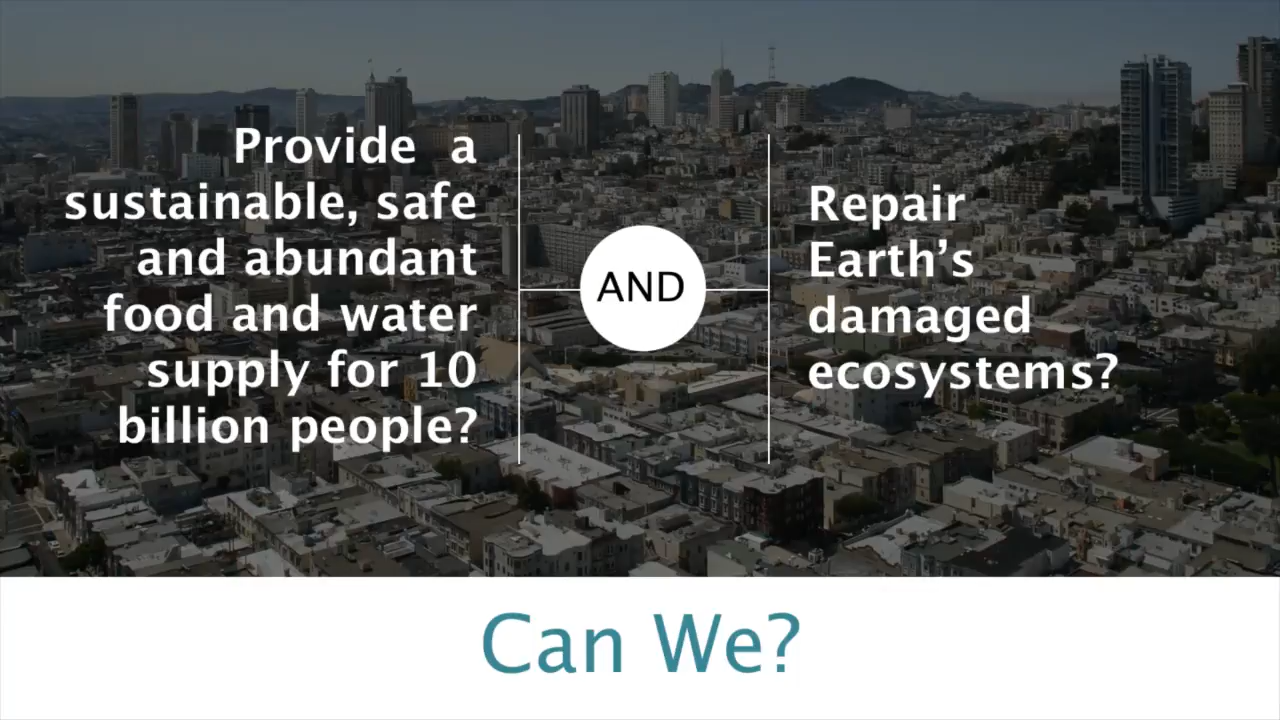 Provide a
sustainable, safe
and abundant
food and water
supply for 10
billion people?
AND
Repair
Earth’s
damaged
ecosystems?
Can We?